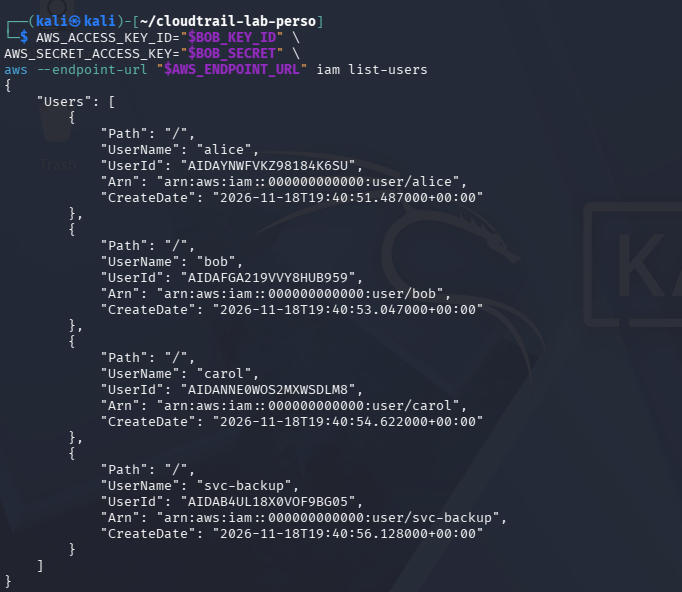 ┌──(kali㉿kali)-[~/cloudtrail-lab-perso]
└─$ AWS_ACCESS_KEY_ID="$BOB_KEY_ID" \
AWS_SECRET_ACCESS_KEY="$BOB_SECRET" \
aws --endpoint-url "$AWS_ENDPOINT_URL" iam list-users
{
    "Users": [
        {
            "Path": "/",
            "UserName": "alice",
            "UserId": "AIDAYNWFVKZ98184K6SU",
            "Arn": "arn:aws:iam::000000000000:user/alice",
            "CreateDate": "2026-11-18T19:40:51.487000+00:00"
        },
        {
            "Path": "/",
            "UserName": "bob",
            "UserId": "AIDAFGA219VVY8HUB959",
            "Arn": "arn:aws:iam::000000000000:user/bob",
            "CreateDate": "2026-11-18T19:40:53.047000+00:00"
        },
        {
            "Path": "/",
            "UserName": "carol",
            "UserId": "AIDANNE0WOS2MXWSDLM8",
            "Arn": "arn:aws:iam::000000000000:user/carol",
            "CreateDate": "2026-11-18T19:40:54.622000+00:00"
        },
        {
            "Path": "/",
            "UserName": "svc-backup",
            "UserId": "AIDAB4UL18X0VOF9BG05",
            "Arn": "arn:aws:iam::000000000000:user/svc-backup",
            "CreateDate": "2026-11-18T19:40:56.128000+00:00"
        }
    ]
}
Trash
KA